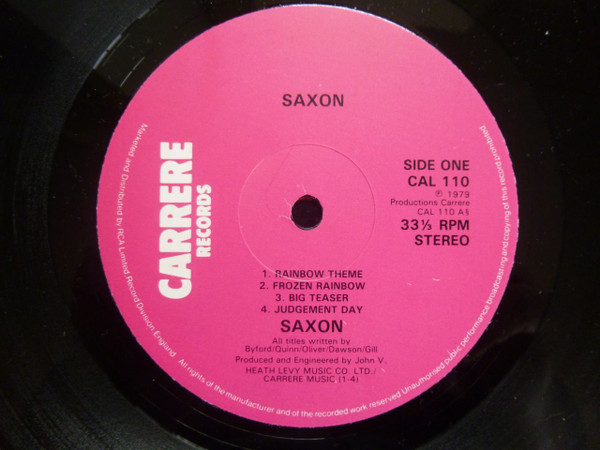 SAXON
CARRERE
RECORDS
SIDE ONE
CAL 110
℗ 1979
Productions Carrere
CAL 110 A§
33⅓ RPM
STEREO
1. RAINBOW THEME
2. FROZEN RAINBOW
3. BIG TEASER
4. JUDGEMENT DAY
SAXON
All titles written by
Byford/Quinn/Oliver/Dawson/Gill
Produced and Engineered by John V.
HEATH LEVY MUSIC CO. LTD./
CARRERE MUSIC (1-4)
Marketed and Distributed by RCA Limited Record Division England. All rights of the manufacturer and of the recorded work reserved Unauthorised public performance broadcasting and copying of this record prohibited